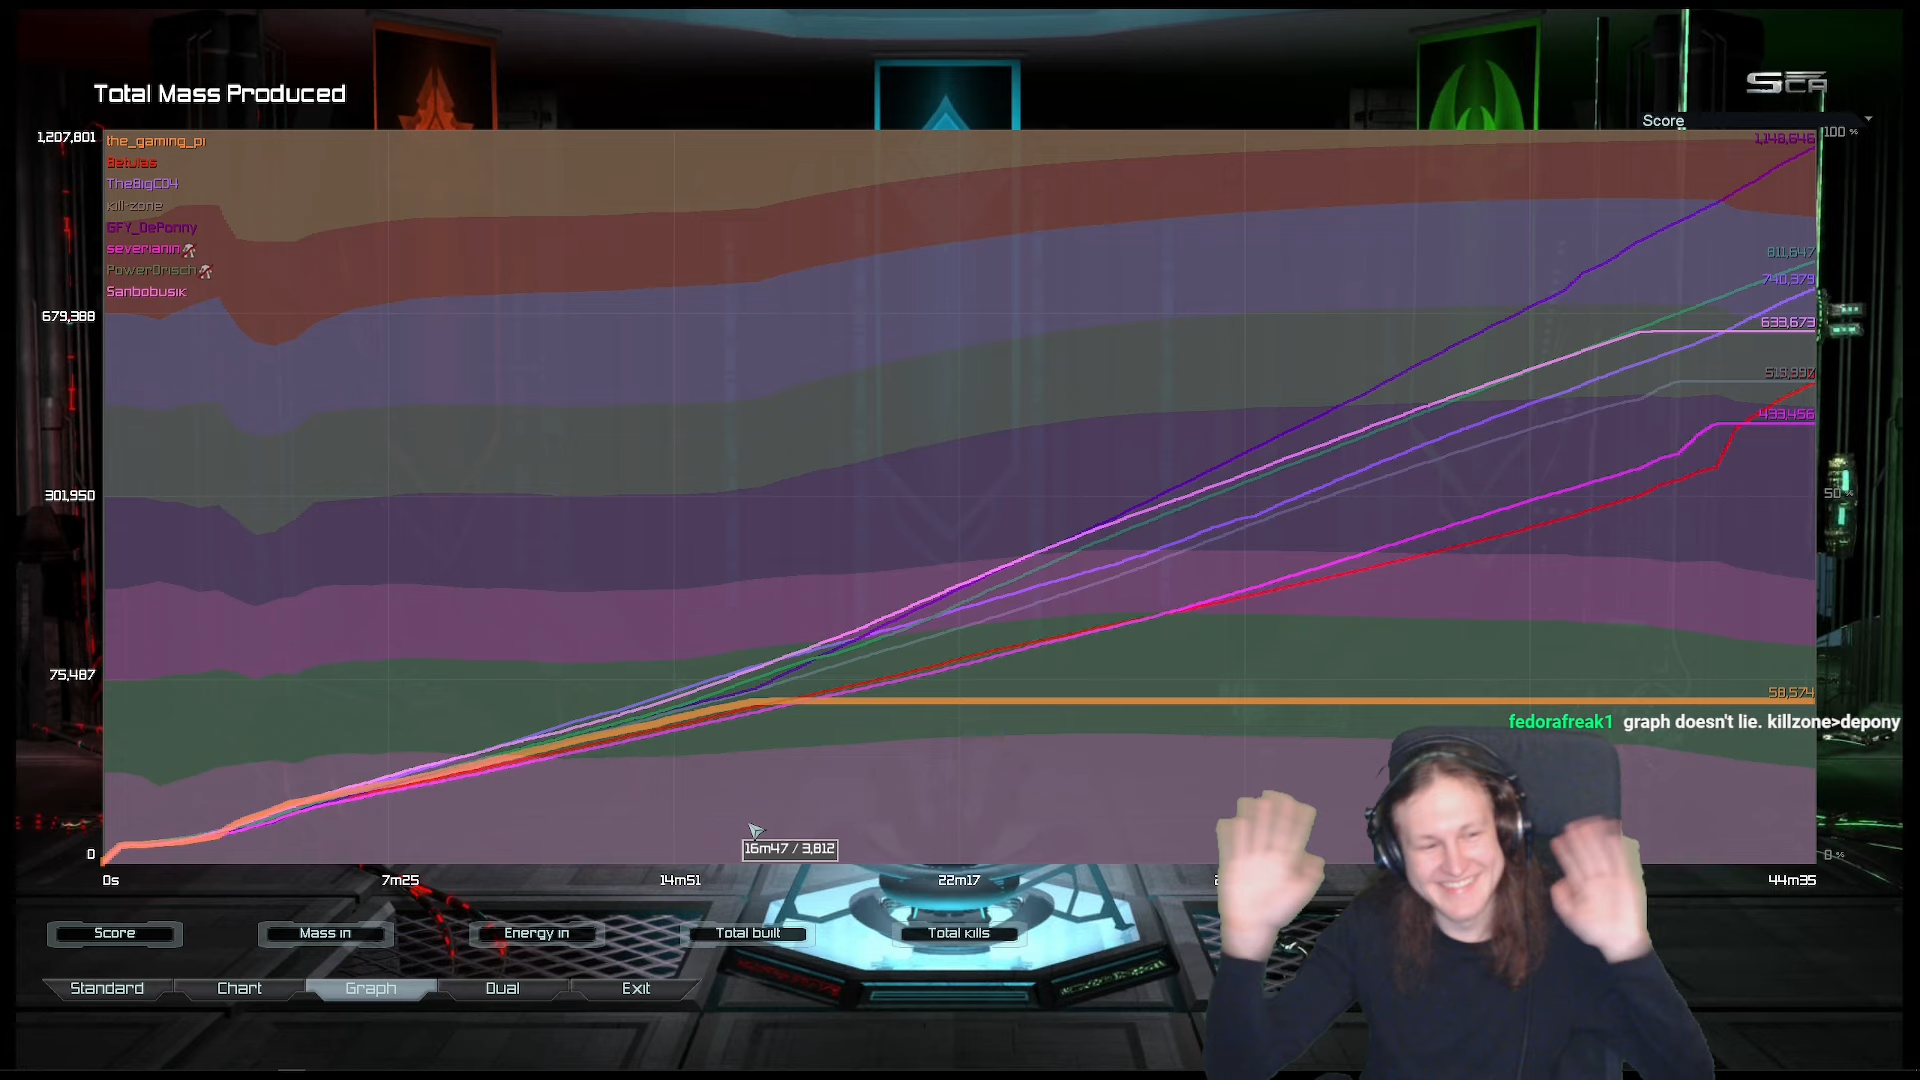 Total Mass Produced
SCA
Score
1,207,801
100 %
the_gaming_pi
1,148,646
Betulas
TheBigCD4
kill-zone
GFY_DePonny
severianin
811,647
PowerDrisch
740,379
Sanbobusik
679,388
633,673
433,456
301,950
50 %
75,487
58,574
fedorafreak1 graph doesn't lie. killzone>depony
16m47 / 3,812
0
0 %
0s
7m25
14m51
22m17
44m35
Score
Mass in
Energy in
Total built
Total kills
Standard
Chart
Graph
Dual
Exit